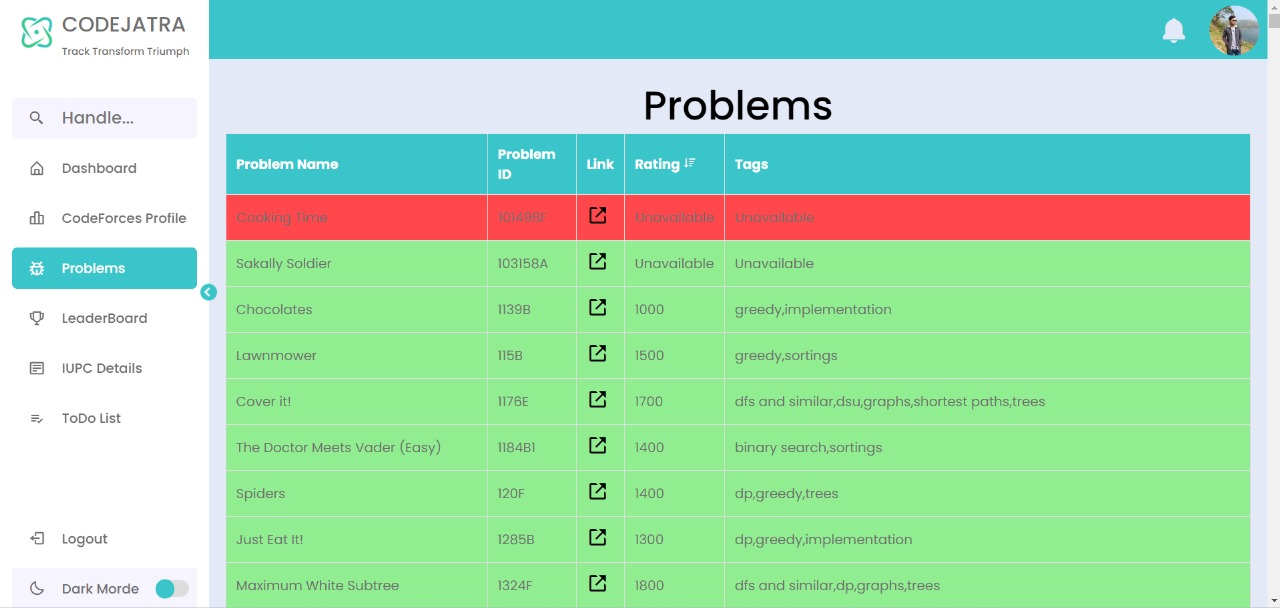 CODEJATRA
Track Transform Triumph
Handle...
Dashboard
CodeForces Profile
Problems
LeaderBoard
IUPC Details
ToDo List
Logout
Dark Morde
Problems
Problem Name Problem ID Link Rating Tags
Cooking Time 101498F Unavailable Unavailable
Sakally Soldier 103158A Unavailable Unavailable
Chocolates 1139B 1000 greedy,implementation
Lawnmower 115B 1500 greedy,sortings
Cover it! 1176E 1700 dfs and similar,dsu,graphs,shortest paths,trees
The Doctor Meets Vader (Easy) 1184B1 1400 binary search,sortings
Spiders 120F 1400 dp,greedy,trees
Just Eat It! 1285B 1300 dp,greedy,implementation
Maximum White Subtree 1324F 1800 dfs and similar,dp,graphs,trees